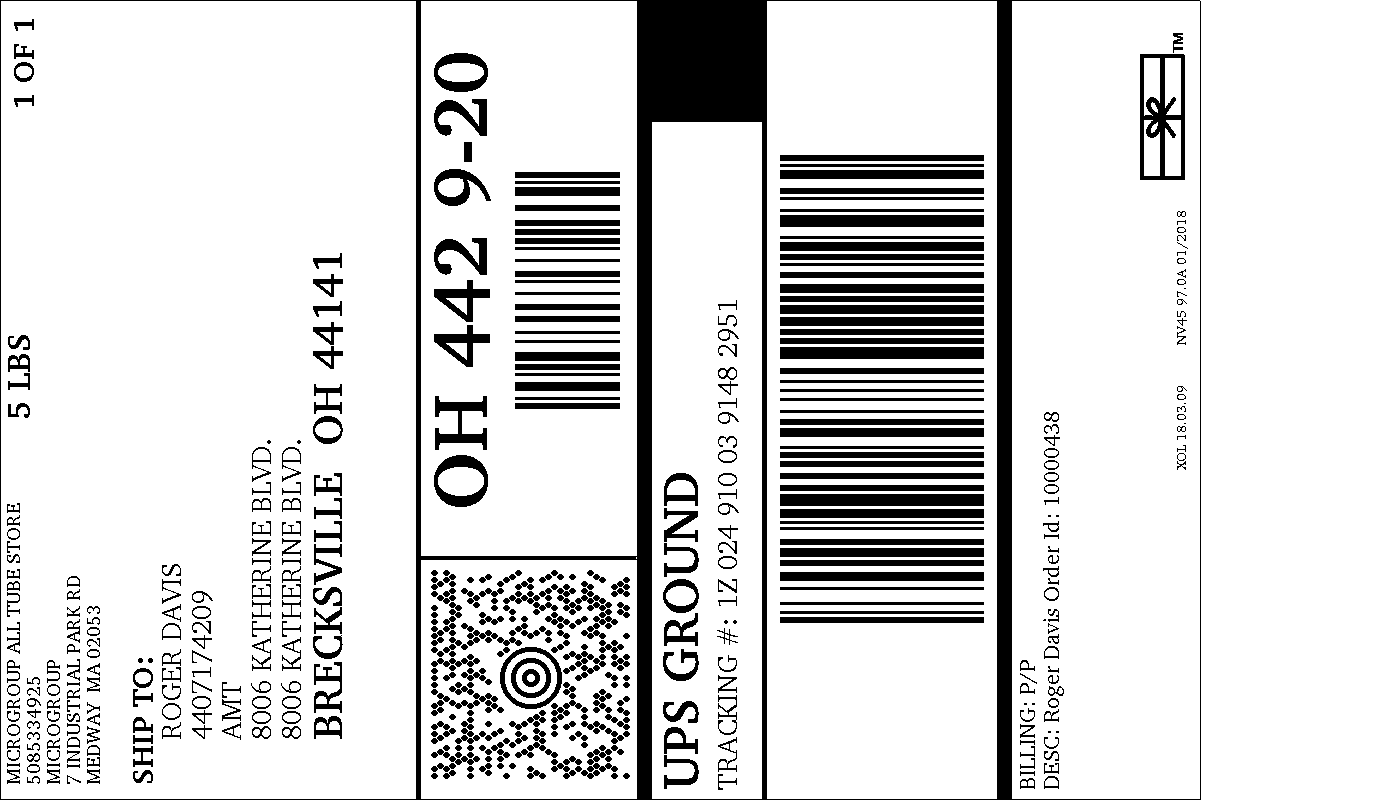 MICROGROUP ALL TUBE STORE
5085334925
MICROGROUP
7 INDUSTRIAL PARK RD
MEDWAY MA 02053
5 LBS
1 OF 1
SHIP TO:
ROGER DAVIS
4407174209
AMT
8006 KATHERINE BLVD.
8006 KATHERINE BLVD.
BRECKSVILLE OH 44141
OH 442 9-20
UPS GROUND
TRACKING #: 1Z 024 910 03 9148 2951
BILLING: P/P
DESC: Roger Davis Order Id: 10000438
XOL 18.03.09 NV45 97.0A 01/2018
TM